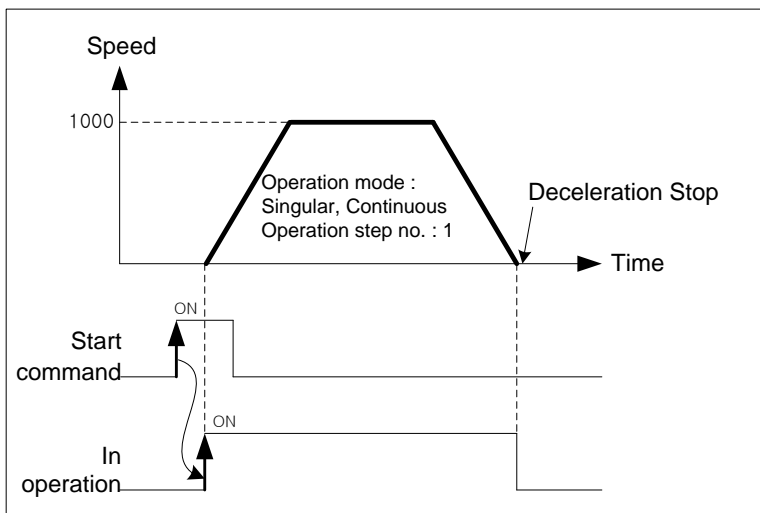 Speed
1000
Operation mode :
Singular, Continuous
Operation step no. : 1
Deceleration Stop
Time
ON
Start
command
ON
In
operation